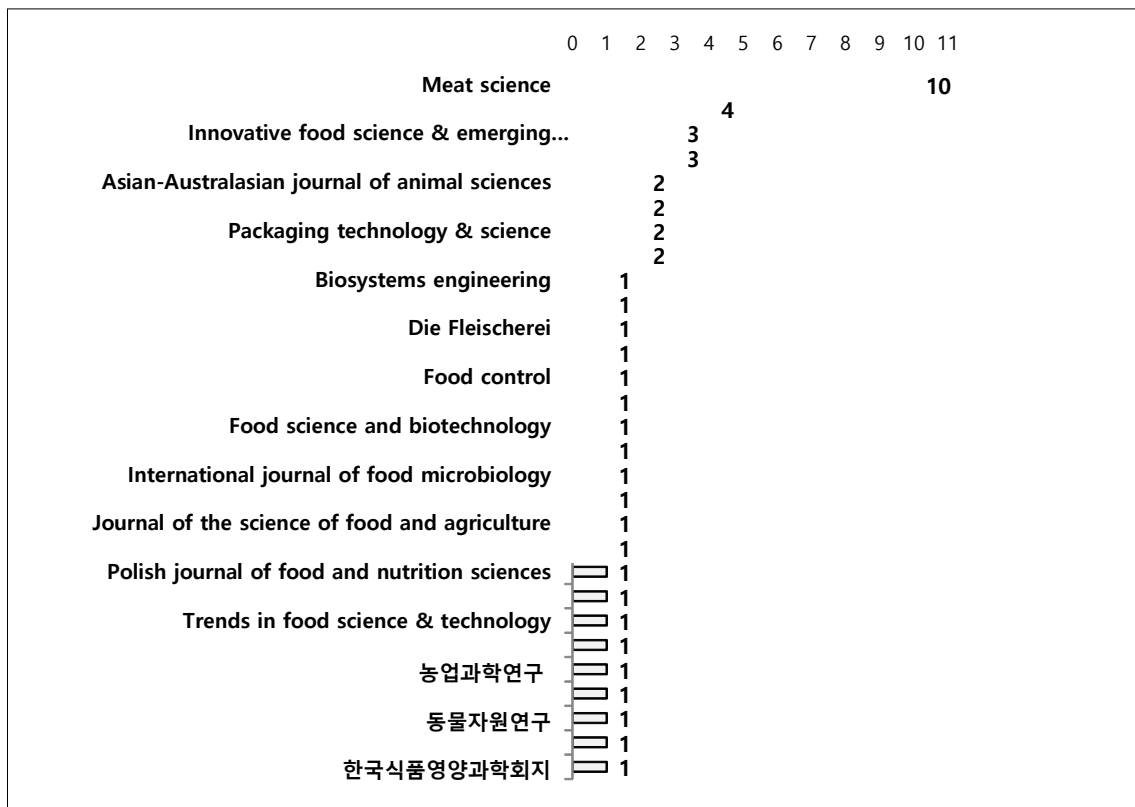 0 1 2 3 4 5 6 7 8 9 10 11
Meat science 10
4
Innovative food science & emerging... 3
3
Asian-Australasian journal of animal sciences 2
2
Packaging technology & science 2
2
Biosystems engineering 1
1
Die Fleischerei 1
1
Food control 1
1
Food science and biotechnology 1
1
International journal of food microbiology 1
1
Journal of the science of food and agriculture 1
1
Polish journal of food and nutrition sciences 1
1
Trends in food science & technology 1
1
농업과학연구 1
1
동물자원연구 1
1
한국식품영양과학회지 1